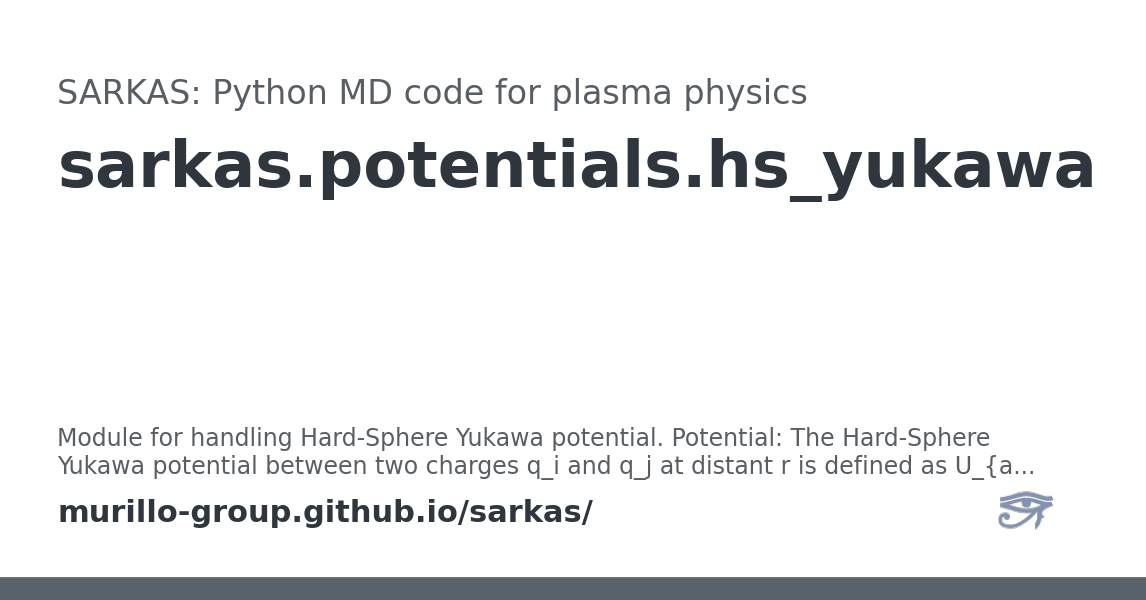 SARKAS: Python MD code for plasma physics
sarkas.potentials.hs_yukawa
Module for handling Hard-Sphere Yukawa potential. Potential: The Hard-Sphere
Yukawa potential between two charges q_i and q_j at distant r is defined as U_{a...
murillo-group.github.io/sarkas/